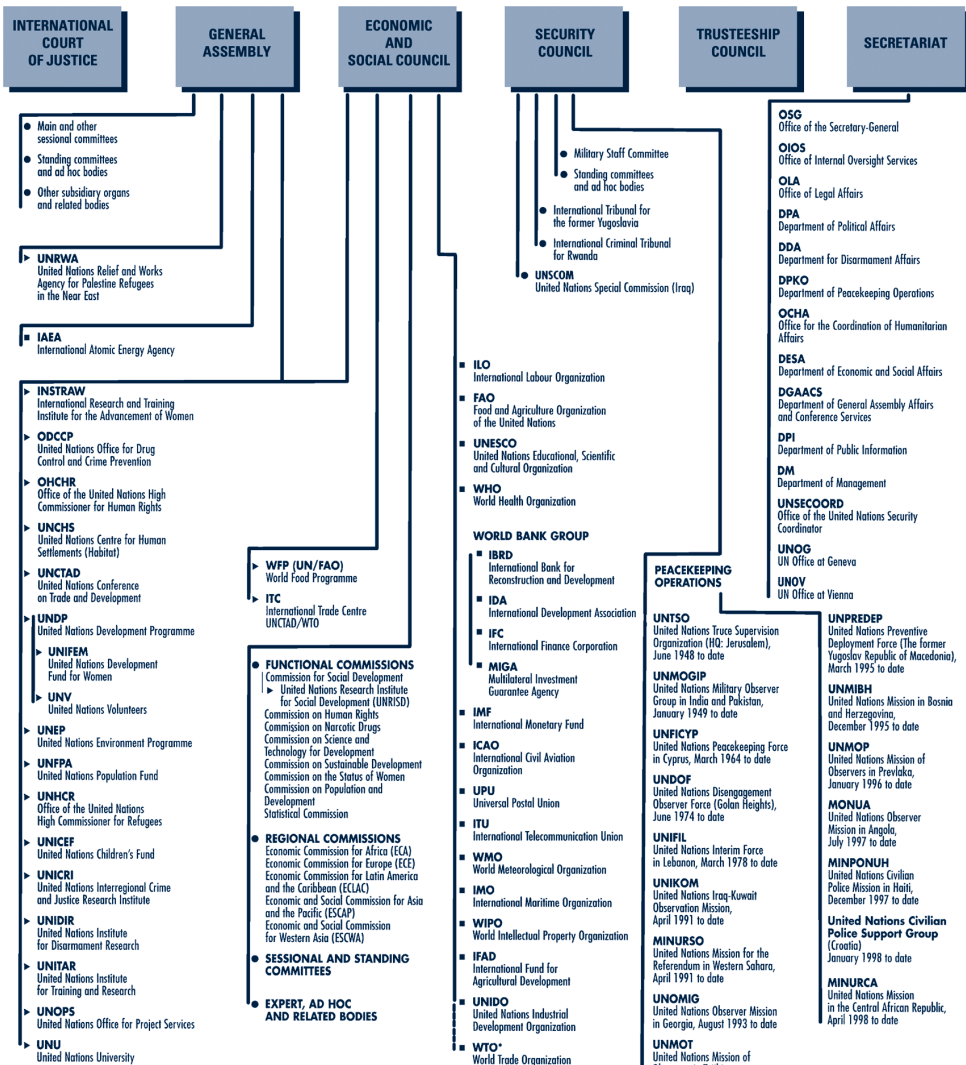 INTERNATIONAL
COURT
OF JUSTICE
GENERAL
ASSEMBLY
ECONOMIC
AND
SOCIAL COUNCIL
SECURITY
COUNCIL
TRUSTEESHIP
COUNCIL
SECRETARIAT
Main and other
sessional committees
Standing committees
and ad hoc bodies
Other subsidiary organs
and related bodies
UNRWA
United Nations Relief and Works
Agency for Palestine Refugees
in the Near East
IAEA
International Atomic Energy Agency
INSTRAW
International Research and Training
Institute for the Advancement of Women
ODCCP
United Nations Office for Drug
Control and Crime Prevention
OHCHR
Office of the United Nations High
Commissioner for Human Rights
UNCHS
United Nations Centre for Human
Settlements (Habitat)
UNCTAD
United Nations Conference
on Trade and Development
UNDP
United Nations Development Programme
UNIFEM
United Nations Development
Fund for Women
UNV
United Nations Volunteers
UNEP
United Nations Environment Programme
UNFPA
United Nations Population Fund
UNHCR
Office of the United Nations
High Commissioner for Refugees
UNICEF
United Nations Children's Fund
UNICRI
United Nations Interregional Crime
and Justice Research Institute
UNIDIR
United Nations Institute
for Disarmament Research
UNITAR
United Nations Institute
for Training and Research
UNOPS
United Nations Office for Project Services
UNU
United Nations University
WFP (UN/FAO)
World Food Programme
ITC
International Trade Centre
UNCTAD/WTO
FUNCTIONAL COMMISSIONS
Commission for Social Development
United Nations Research Institute
for Social Development (UNRISD)
Commission on Human Rights
Commission on Narcotic Drugs
Commission on Science and
Technology for Development
Commission on Sustainable Development
Commission on the Status of Women
Commission on Population and
Development
Statistical Commission
REGIONAL COMMISSIONS
Economic Commission for Africa (ECA)
Economic Commission for Europe (ECE)
Economic Commission for Latin America
and the Caribbean (ECLAC)
Economic and Social Commission for Asia
and the Pacific (ESCAP)
Economic and Social Commission
for Western Asia (ESCWA)
SESSIONAL AND STANDING
COMMITTEES
EXPERT, AD HOC
AND RELATED BODIES
Military Staff Committee
Standing committees
and ad hoc bodies
International Tribunal for
the former Yugoslavia
International Criminal Tribunal
for Rwanda
UNSCOM
United Nations Special Commission (Iraq)
ILO
International Labour Organization
FAO
Food and Agriculture Organization
of the United Nations
UNESCO
United Nations Educational, Scientific
and Cultural Organization
WHO
World Health Organization
WORLD BANK GROUP
IBRD
International Bank for
Reconstruction and Development
IDA
International Development Association
IFC
International Finance Corporation
MIGA
Multilateral Investment
Guarantee Agency
IMF
International Monetary Fund
ICAO
International Civil Aviation
Organization
UPU
Universal Postal Union
ITU
International Telecommunication Union
WMO
World Meteorological Organization
IMO
International Maritime Organization
WIPO
World Intellectual Property Organization
IFAD
International Fund for
Agricultural Development
UNIDO
United Nations Industrial
Development Organization
WTO*
World Trade Organization
PEACEKEEPING
OPERATIONS
UNTSO
United Nations Truce Supervision
Organization (HQ: Jerusalem),
June 1948 to date
UNMOGIP
United Nations Military Observer
Group in India and Pakistan,
January 1949 to date
UNFICYP
United Nations Peacekeeping Force
in Cyprus, March 1964 to date
UNDOF
United Nations Disengagement
Observer Force (Golan Heights),
June 1974 to date
UNIFIL
United Nations Interim Force
in Lebanon, March 1978 to date
UNIKOM
United Nations Iraq-Kuwait
Observation Mission,
April 1991 to date
MINURSO
United Nations Mission for the
Referendum in Western Sahara,
April 1991 to date
UNOMIG
United Nations Observer Mission
in Georgia, August 1993 to date
UNMOT
United Nations Mission of
OSG
Office of the Secretary-General
OIOS
Office of Internal Oversight Services
OLA
Office of Legal Affairs
DPA
Department of Political Affairs
DDA
Department for Disarmament Affairs
DPKO
Department of Peacekeeping Operations
OCHA
Office for the Coordination of Humanitarian
Affairs
DESA
Department of Economic and Social Affairs
DGAACS
Department of General Assembly Affairs
and Conference Services
DPI
Department of Public Information
DM
Department of Management
UNSECOORD
Office of the United Nations Security
Coordinator
UNOG
UN Office at Geneva
UNOV
UN Office at Vienna
UNPREDEP
United Nations Preventive
Deployment Force (The former
Yugoslav Republic of Macedonia),
March 1995 to date
UNMIBH
United Nations Mission in Bosnia
and Herzegovina,
December 1995 to date
UNMOP
United Nations Mission of
Observers in Prevlaka,
January 1996 to date
MONUA
United Nations Observer
Mission in Angola,
July 1997 to date
MINPONUH
United Nations Civilian
Police Mission in Haiti,
December 1997 to date
United Nations Civilian
Police Support Group
(Croatia)
January 1998 to date
MINURCA
United Nations Mission
in the Central African Republic,
April 1998 to date